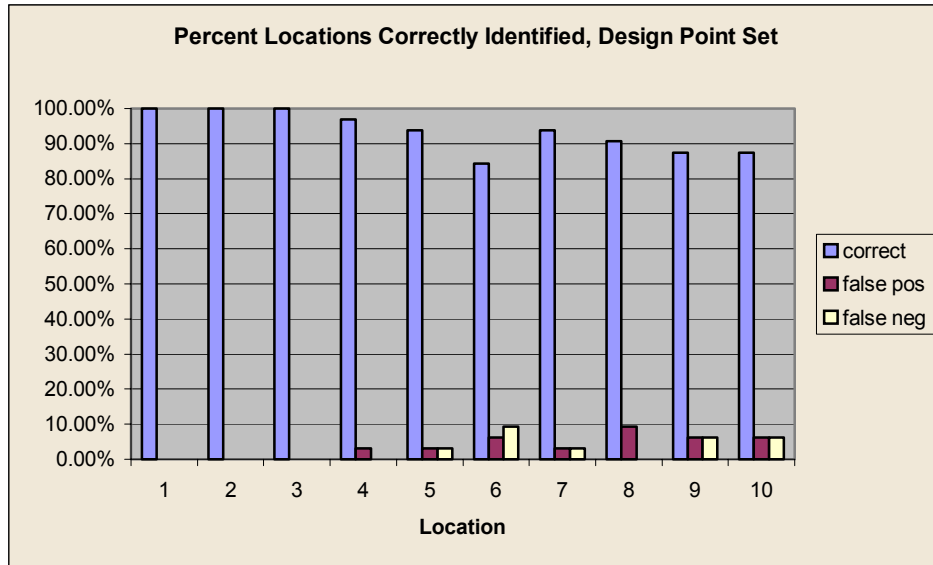 Percent Locations Correctly Identified, Design Point Set
100.00%
90.00%
80.00%
70.00%
60.00%
50.00%
40.00%
30.00%
20.00%
10.00%
0.00%
1 2 3 4 5 6 7 8 9 10
Location
correct
false pos
false neg